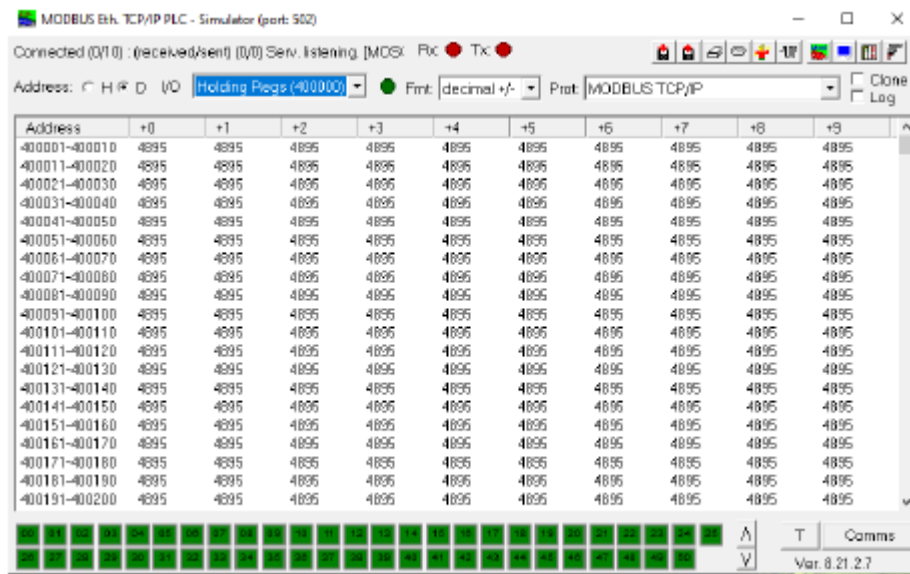 MODBUS Eth. TCP/IP PLC - Simulator (port: 502)
Connected (0/10) : (received/sent) (0/0) Serv. listening. Rx: Tx:
Address: H D I/O Holding Regs (400000) Fmt: decimal +/- Prot: MODBUS TCP/IP Clone
Log
Address +0 +1 +2 +3 +4 +5 +6 +7 +8 +9
400001-400010 4895 4895 4895 4895 4895 4895 4895 4895 4895 4895
400011-400020 4895 4895 4895 4895 4895 4895 4895 4895 4895 4895
400021-400030 4895 4895 4895 4895 4895 4895 4895 4895 4895 4895
400031-400040 4895 4895 4895 4895 4895 4895 4895 4895 4895 4895
400041-400050 4895 4895 4895 4895 4895 4895 4895 4895 4895 4895
400051-400060 4895 4895 4895 4895 4895 4895 4895 4895 4895 4895
400061-400070 4895 4895 4895 4895 4895 4895 4895 4895 4895 4895
400071-400080 4895 4895 4895 4895 4895 4895 4895 4895 4895 4895
400081-400090 4895 4895 4895 4895 4895 4895 4895 4895 4895 4895
400091-400100 4895 4895 4895 4895 4895 4895 4895 4895 4895 4895
400101-400110 4895 4895 4895 4895 4895 4895 4895 4895 4895 4895
400111-400120 4895 4895 4895 4895 4895 4895 4895 4895 4895 4895
400121-400130 4895 4895 4895 4895 4895 4895 4895 4895 4895 4895
400131-400140 4895 4895 4895 4895 4895 4895 4895 4895 4895 4895
400141-400150 4895 4895 4895 4895 4895 4895 4895 4895 4895 4895
400151-400160 4895 4895 4895 4895 4895 4895 4895 4895 4895 4895
400161-400170 4895 4895 4895 4895 4895 4895 4895 4895 4895 4895
400171-400180 4895 4895 4895 4895 4895 4895 4895 4895 4895 4895
400181-400190 4895 4895 4895 4895 4895 4895 4895 4895 4895 4895
400191-400200 4895 4895 4895 4895 4895 4895 4895 4895 4895 4895
T Comms
Ver. 8.21.2.7